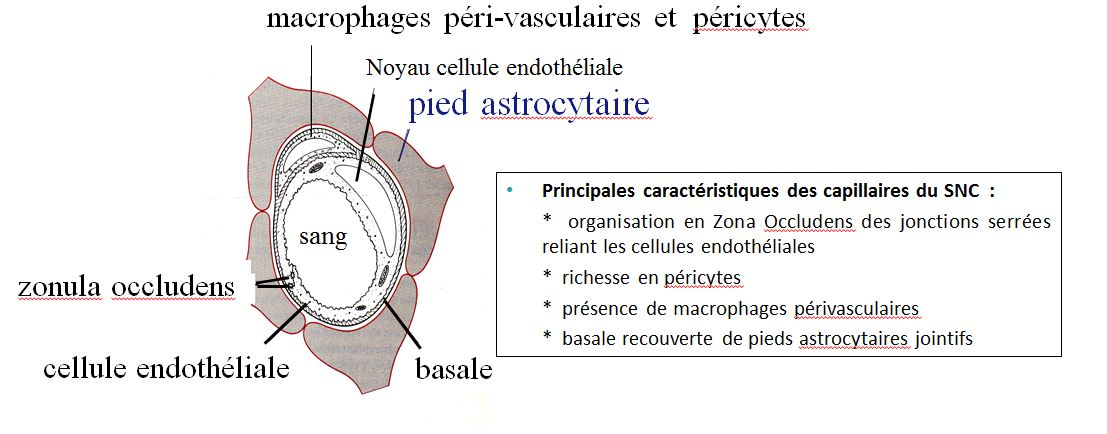 macrophages péri-vasculaires et péricytes
Noyau cellule endothéliale
pied astrocytaire
sang
zonula occludens
cellule endothéliale
basale
• Principales caractéristiques des capillaires du SNC :
* organisation en Zona Occludens des jonctions serrées
reliant les cellules endothéliales
* richesse en péricytes
* présence de macrophages périvasculaires
* basale recouverte de pieds astrocytaires jointifs